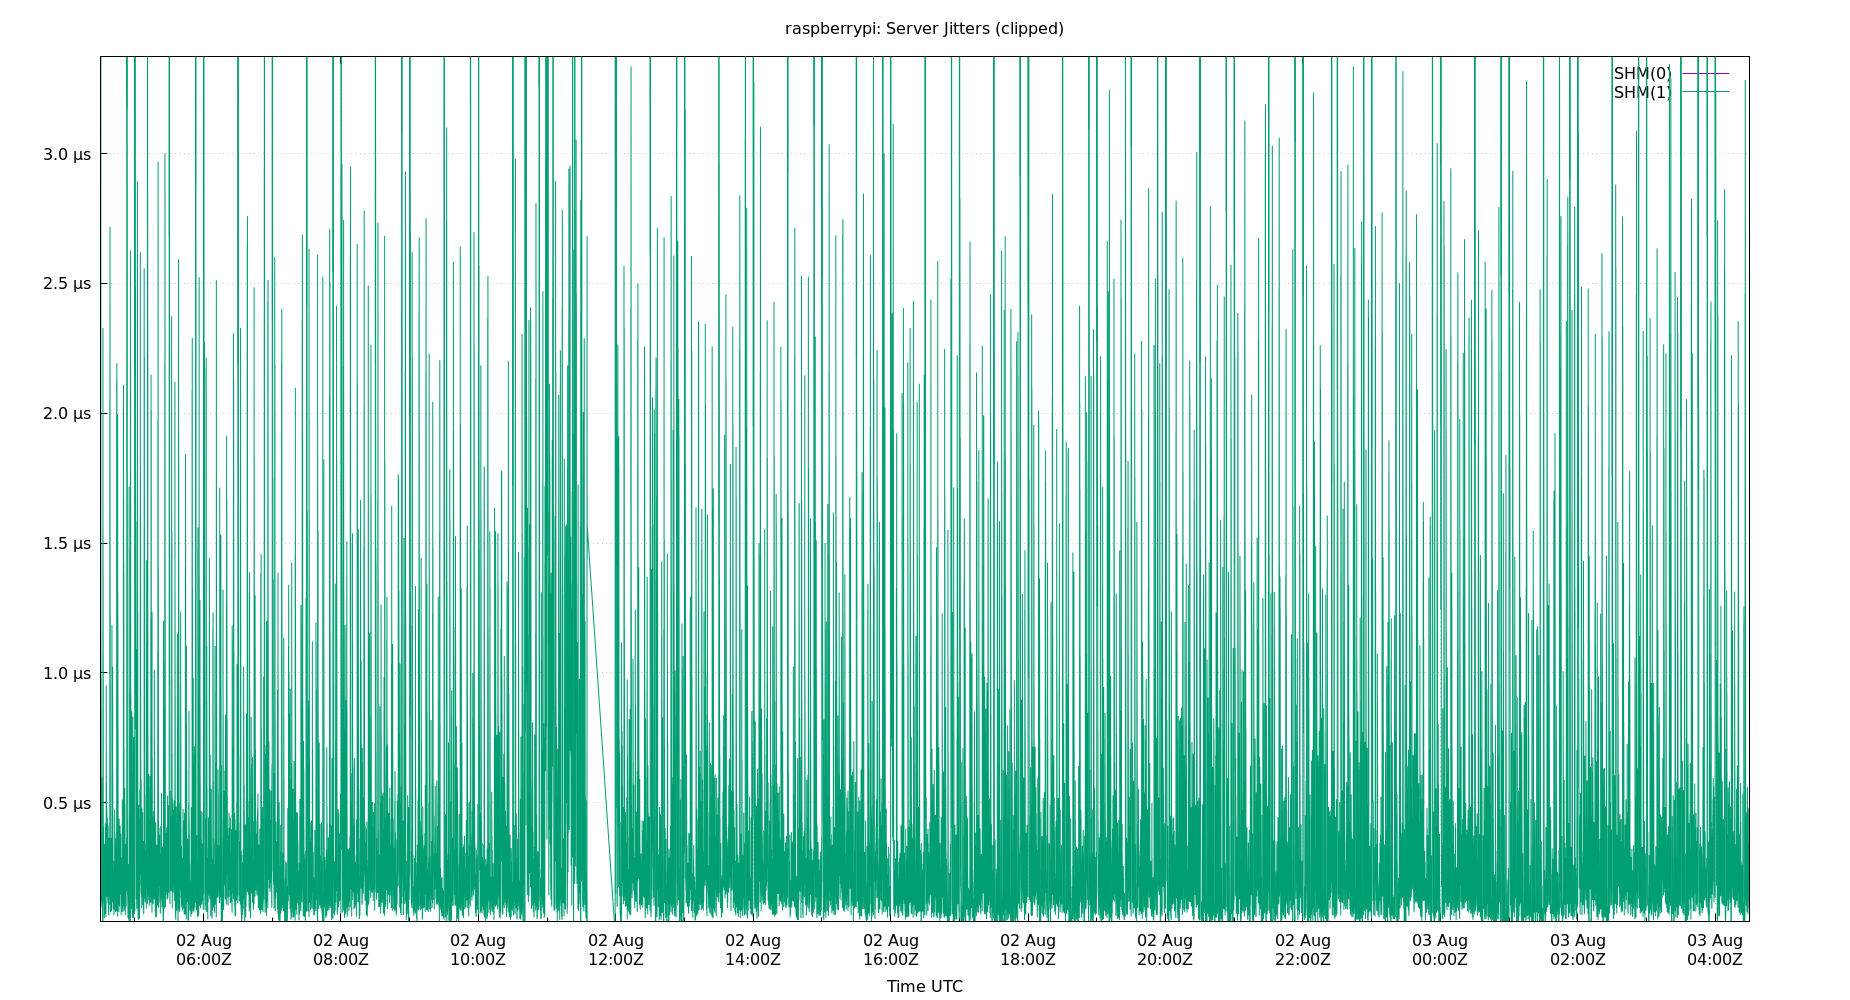 raspberrypi: Server Jitters (clipped)
SHM(0)
SHM(1)
3.0 µs
2.5 µs
2.0 µs
1.5 µs
1.0 µs
0.5 µs
02 Aug 02 Aug 02 Aug 02 Aug 02 Aug 02 Aug 02 Aug 02 Aug 02 Aug 03 Aug 03 Aug 03 Aug
06:00Z 08:00Z 10:00Z 12:00Z 14:00Z 16:00Z 18:00Z 20:00Z 22:00Z 00:00Z 02:00Z 04:00Z
Time UTC